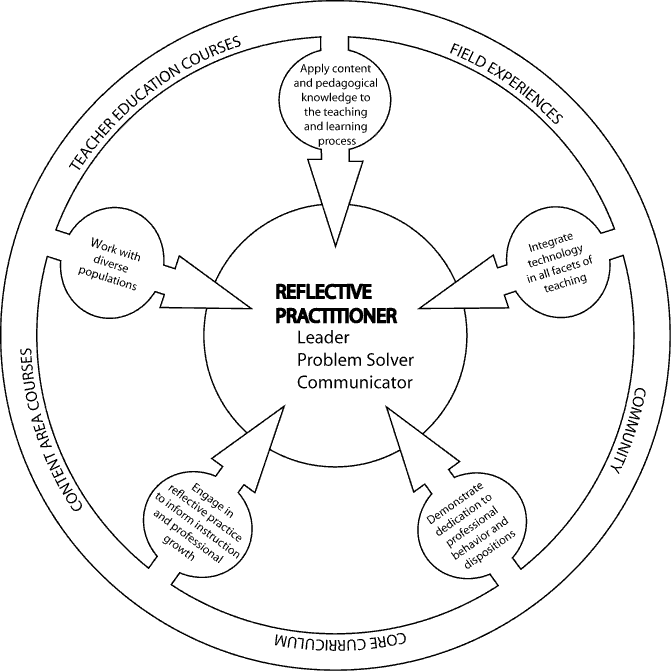 TEACHER EDUCATION COURSES
FIELD EXPERIENCES
Apply content
and pedagogical
knowledge to
the teaching
and learning
process
Work with
diverse
populations
Integrate
technology
in all facets of
teaching
REFLECTIVE
PRACTITIONER
Leader
Problem Solver
Communicator
CONTENT AREA COURSES
COMMUNITY
Engage in
reflective practice
to inform instruction
and professional
growth
Demonstrate
dedication to
professional
behavior and
dispositions
CORE CURRICULUM